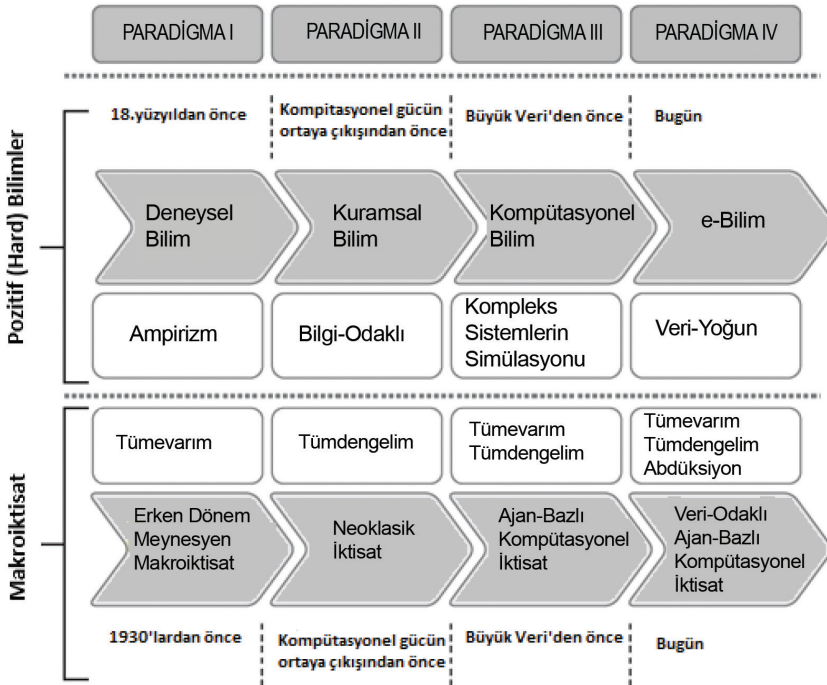 PARADİGMA I
PARADİGMA II
PARADİGMA III
PARADİGMA IV
18.yüzyıldan önce
Kompitasyonel gücün
ortaya çıkışından önce
Büyük Veri'den önce
Bugün
Pozitif (Hard) Bilimler
Deneysel
Bilim
Kuramsal
Bilim
Kompütasyonel
Bilim
e-Bilim
Ampirizm
Bilgi-Odaklı
Kompleks
Sistemlerin
Simülasyonu
Veri-Yoğun
Makroiktisat
Tümevarım
Tümdengelim
Tümevarım
Tümdengelim
Tümevarım
Tümdengelim
Abdüksiyon
Erken Dönem
Meynesyen
Makroiktisat
Neoklasik
İktisat
Ajan-Bazlı
Kompütasyonel
İktisat
Veri-Odaklı
Ajan-Bazlı
Kompütasyonel
İktisat
1930'lardan önce
Kompütasyonel gücün
ortaya çıkışından önce
Büyük Veri'den önce
Bugün